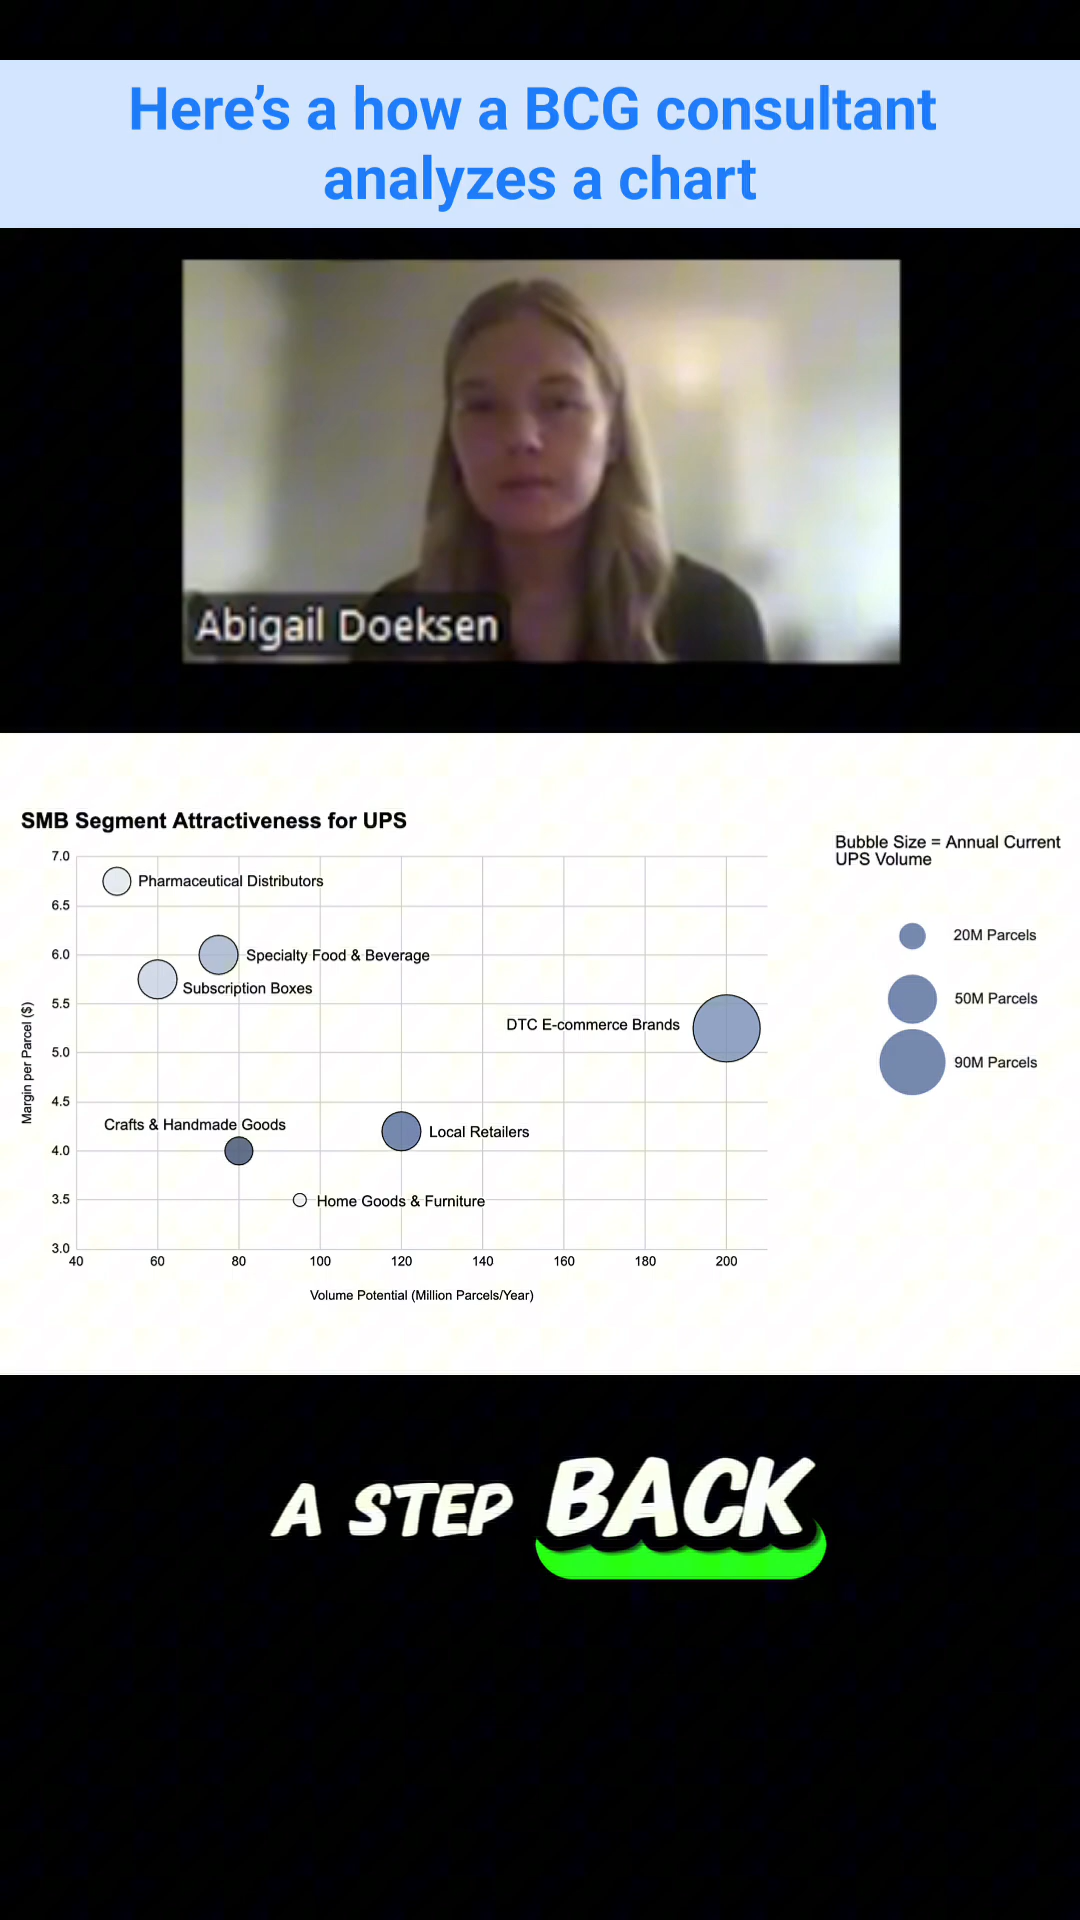 Here’s a how a BCG consultant
analyzes a chart
Abigail Doeksen
SMB Segment Attractiveness for UPS
Bubble Size = Annual Current
UPS Volume
20M Parcels
50M Parcels
90M Parcels
Margin per Parcel ($)
7.0
6.5
6.0
5.5
5.0
4.5
4.0
3.5
3.0
Pharmaceutical Distributors
Specialty Food & Beverage
Subscription Boxes
DTC E-commerce Brands
Crafts & Handmade Goods
Local Retailers
Home Goods & Furniture
40 60 80 100 120 140 160 180 200
Volume Potential (Million Parcels/Year)
A STEP BACK